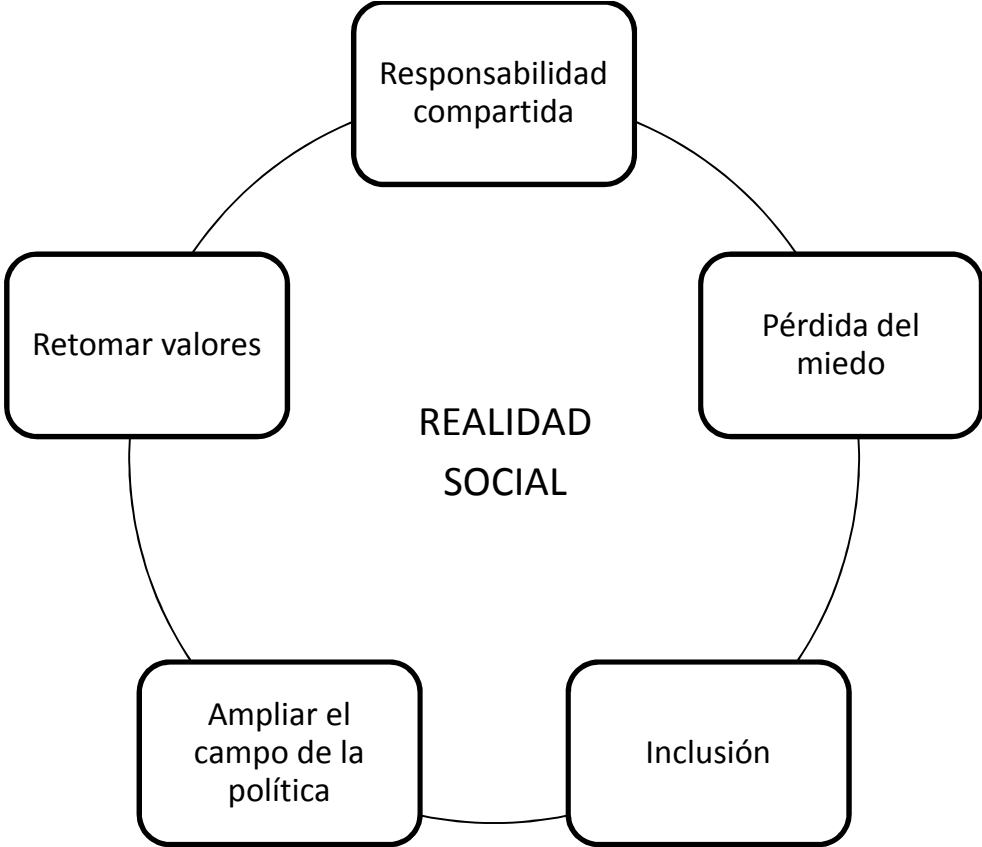 Responsabilidad
compartida
Retomar valores
Pérdida del
miedo
REALIDAD
SOCIAL
Ampliar el
campo de la
política
Inclusión